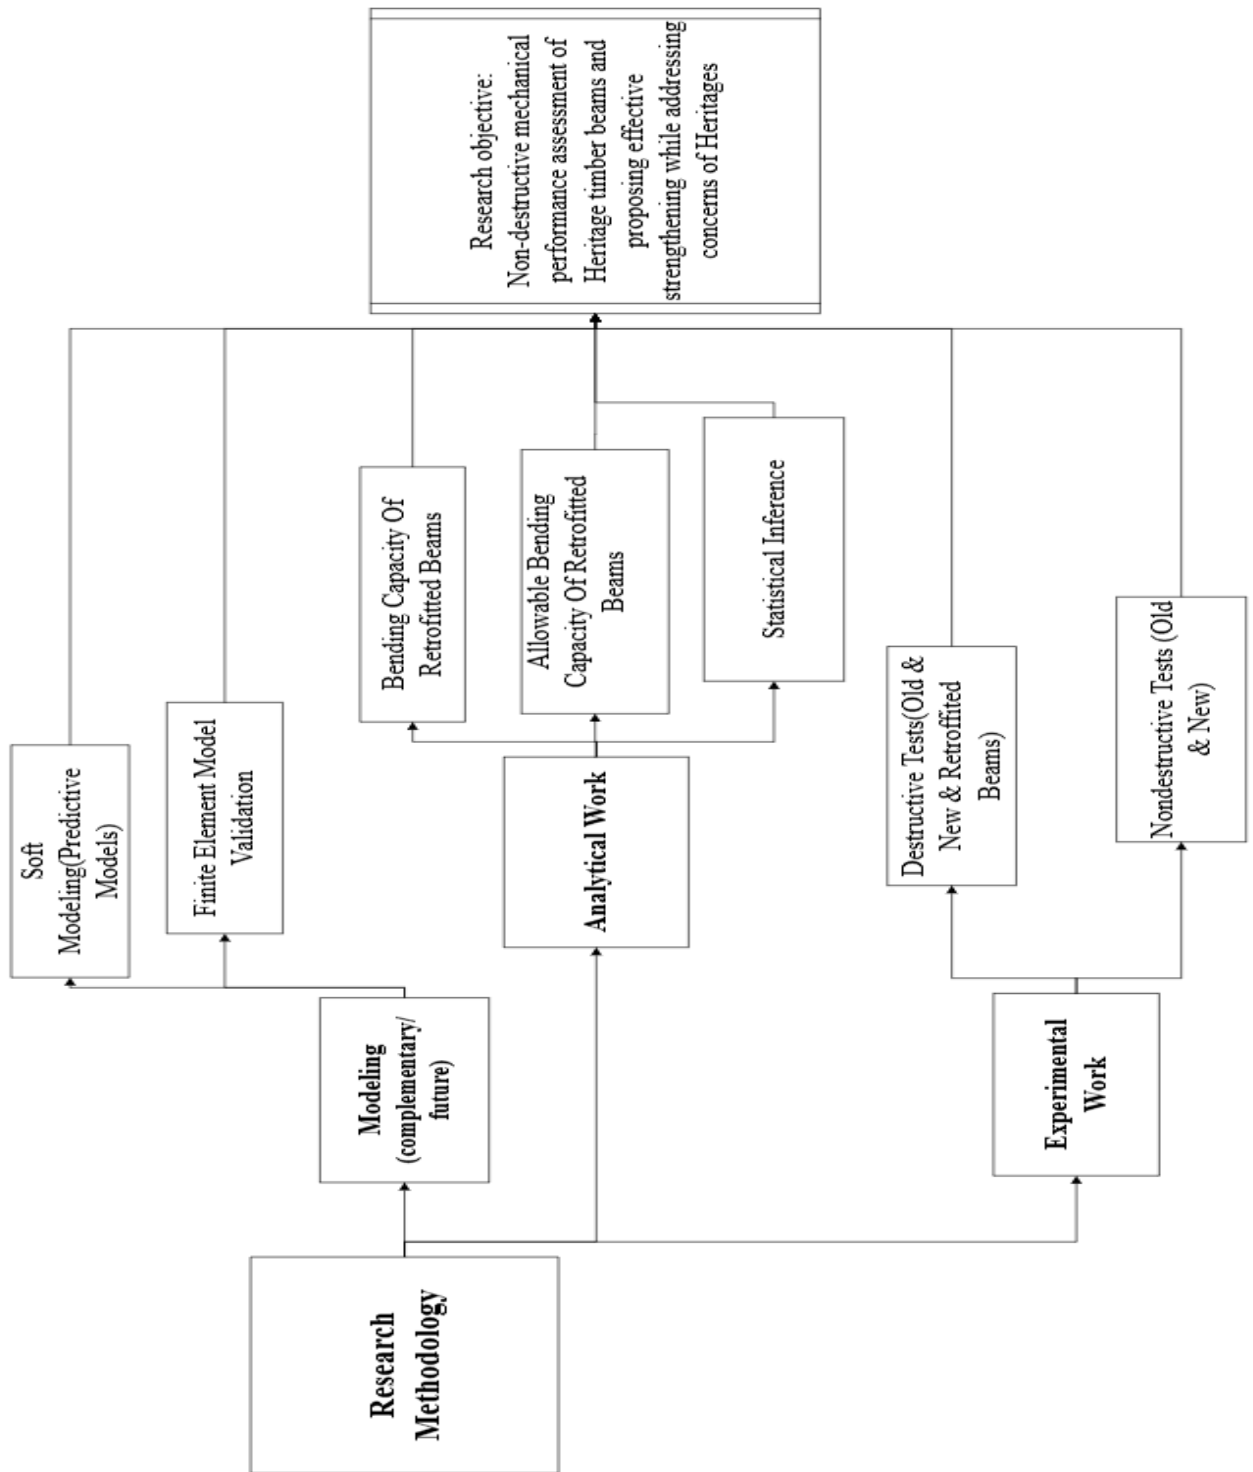 Research
Methodology
Modeling
(complementary/
future)
Analytical Work
Experimental
Work
Soft
Modeling(Predictive
Models)
Finite Element Model
Validation
Bending Capacity Of
Retrofitted Beams
Allowable Bending
Capacity Of Retrofitted
Beams
Statistical Inference
Destructive Tests(Old &
New & Retroffited
Beams)
Nondestructive Tests (Old
& New)
Research objective:
Non-destructive mechanical
performance assessment of
Heritage timber beams and
proposing effective
strengthening while addressing
concerns of Heritages